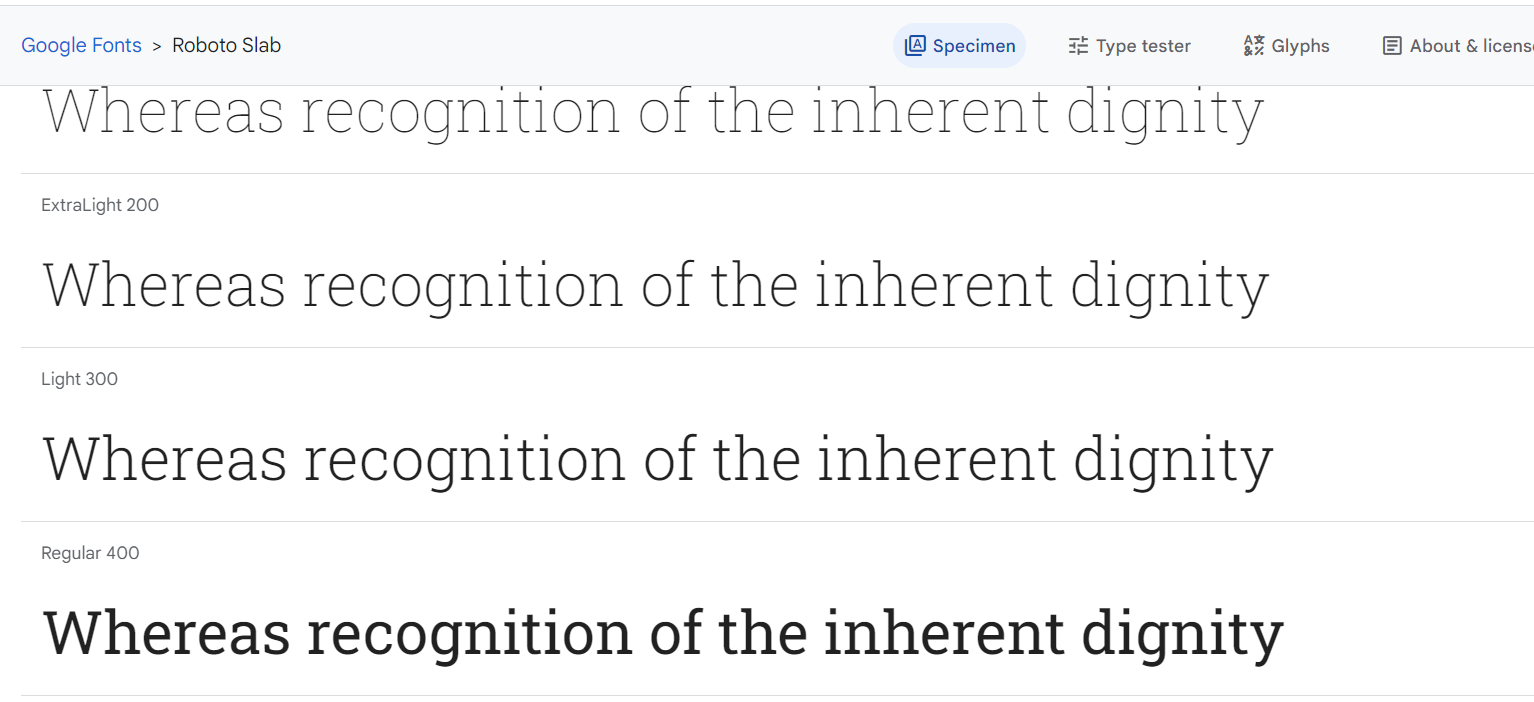 Google Fonts > Roboto Slab Specimen Type tester Glyphs About & licens
Whereas recognition of the inherent dignity
ExtraLight 200
Whereas recognition of the inherent dignity
Light 300
Whereas recognition of the inherent dignity
Regular 400
Whereas recognition of the inherent dignity